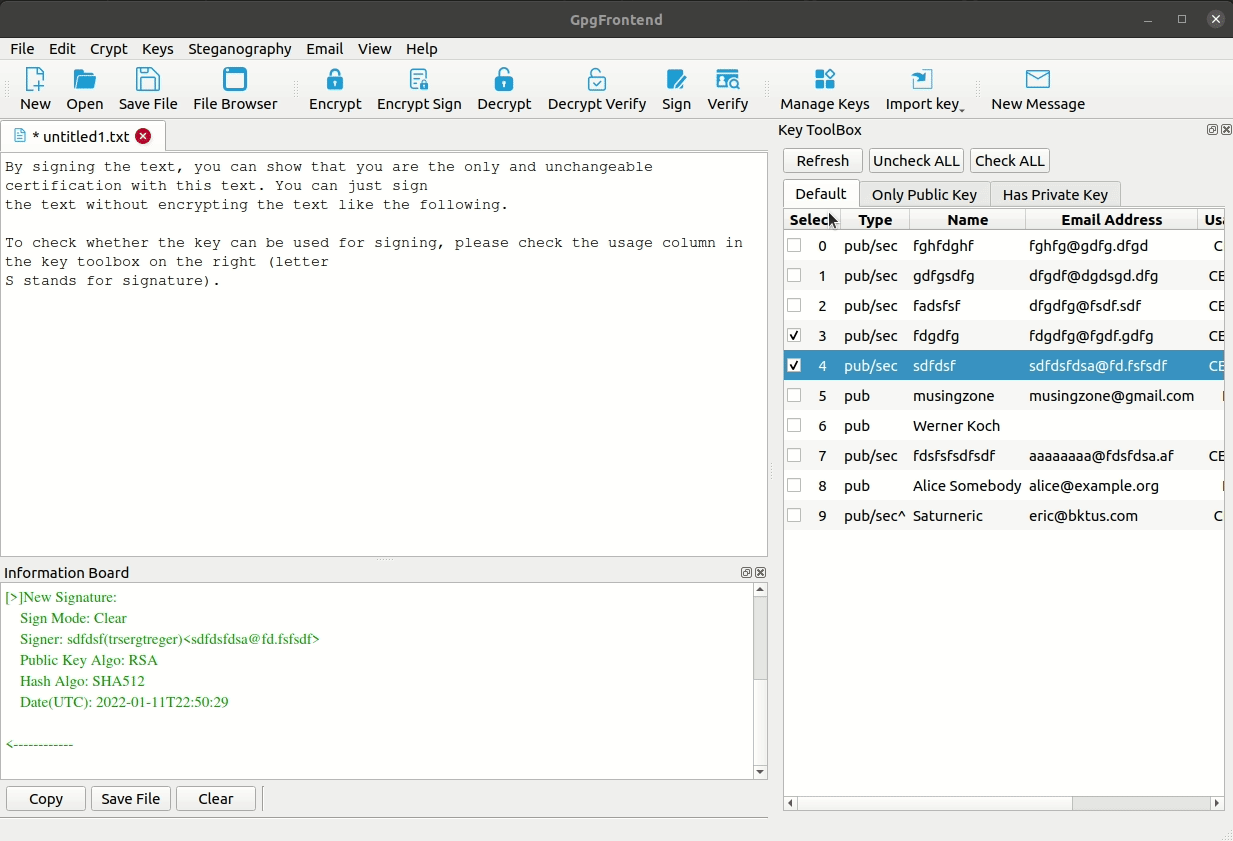 GpgFrontend
File Edit Crypt Keys Steganography Email View Help
New Open Save File File Browser Encrypt Encrypt Sign Decrypt Decrypt Verify Sign Verify Manage Keys Import key New Message
* untitled1.txt
By signing the text, you can show that you are the only and unchangeable
certification with this text. You can just sign
the text without encrypting the text like the following.
To check whether the key can be used for signing, please check the usage column in
the key toolbox on the right (letter
S stands for signature).
Information Board
[>]New Signature:
Sign Mode: Clear
Signer: sdfdsf(trsergtreger)<sdfdsfdsa@fd.fsfsdf>
Public Key Algo: RSA
Hash Algo: SHA512
Date(UTC): 2022-01-11T22:50:29
<------------
Copy Save File Clear
Key ToolBox
Refresh Uncheck ALL Check ALL
Default Only Public Key Has Private Key
Selec Type Name Email Address Usa
0 pub/sec fghfdghf fghfg@gdfg.dfgd C
1 pub/sec gdfgsdfg dfgdf@dgdsgd.dfg CE
2 pub/sec fadsfsf dfgdfg@fsdf.sdf CE
3 pub/sec fdgdfg fdgdfg@fgdf.gdfg CE
4 pub/sec sdfdsf sdfdsfdsa@fd.fsfsdf CE
5 pub musingzone musingzone@gmail.com
6 pub Werner Koch
7 pub/sec fdsfsfsdfsdf aaaaaaaa@fdsfdsa.af CE
8 pub Alice Somebody alice@example.org
9 pub/sec^ Saturneric eric@bktus.com C